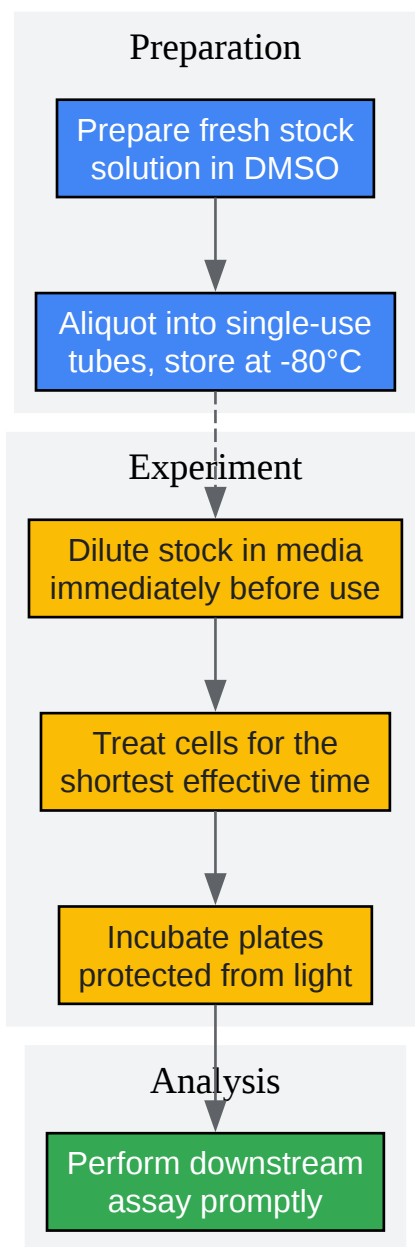 Preparation
Prepare fresh stock
solution in DMSO
Aliquot into single-use
tubes, store at -80°C
Experiment
Dilute stock in media
immediately before use
Treat cells for the
shortest effective time
Incubate plates
protected from light
Analysis
Perform downstream
assay promptly